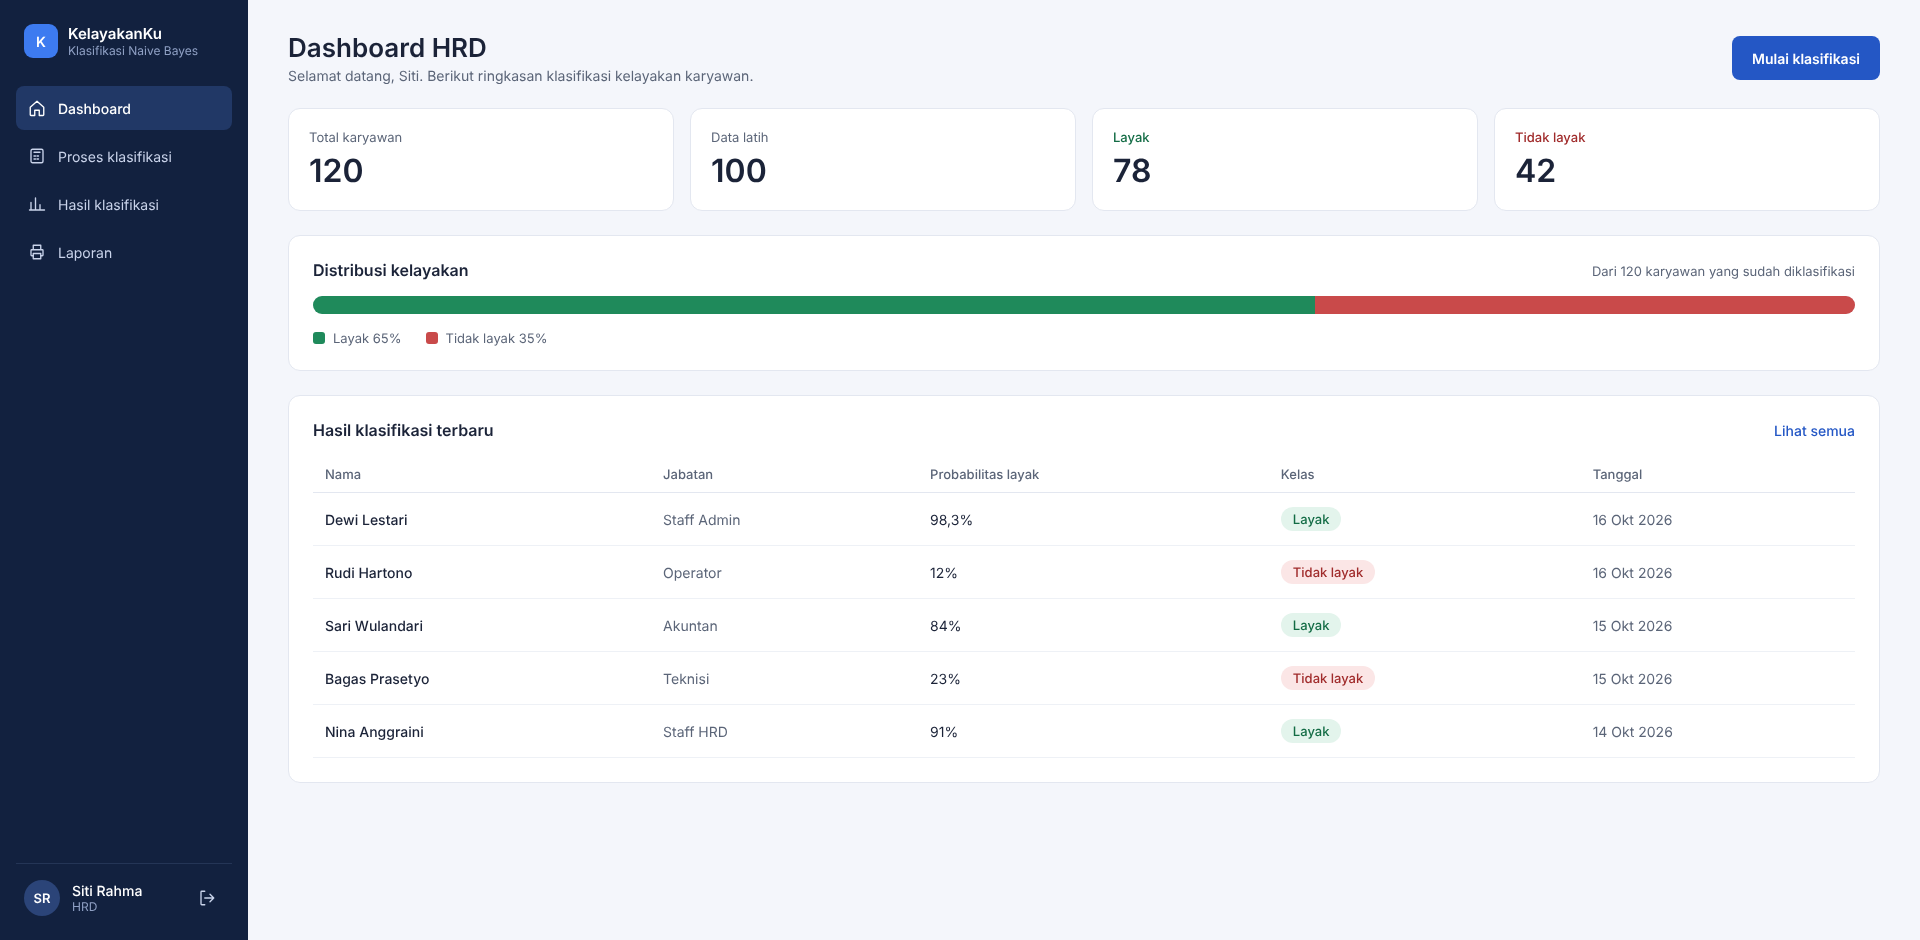 K
KelayakanKu
Klasifikasi Naive Bayes
Dashboard
Proses klasifikasi
Hasil klasifikasi
Laporan
SR
Siti Rahma
HRD
Dashboard HRD
Selamat datang, Siti. Berikut ringkasan klasifikasi kelayakan karyawan.
Mulai klasifikasi
Total karyawan
120
Data latih
100
Layak
78
Tidak layak
42
Distribusi kelayakan
Dari 120 karyawan yang sudah diklasifikasi
Layak 65%
Tidak layak 35%
Hasil klasifikasi terbaru
Lihat semua
Nama Jabatan Probabilitas layak Kelas Tanggal
Dewi Lestari Staff Admin 98,3% Layak 16 Okt 2026
Rudi Hartono Operator 12% Tidak layak 16 Okt 2026
Sari Wulandari Akuntan 84% Layak 15 Okt 2026
Bagas Prasetyo Teknisi 23% Tidak layak 15 Okt 2026
Nina Anggraini Staff HRD 91% Layak 14 Okt 2026